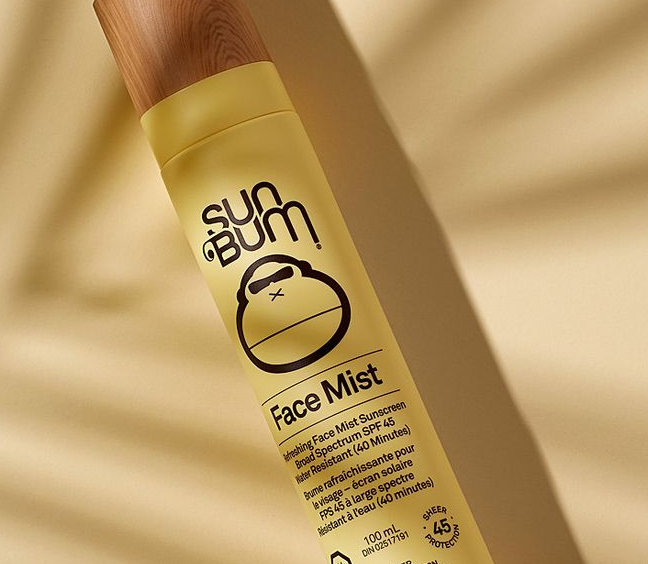 sun
Bum®
Face Mist
Refreshing Face Mist Sunscreen
Broad Spectrum SPF 45
Water Resistant (40 Minutes)
Brume rafraîchissante pour
le visage – écran solaire
FPS 45 à large spectre
Résistant à l'eau (40 minutes)
100 mL
DIN 02517191
SHEER
45
PROTECTION